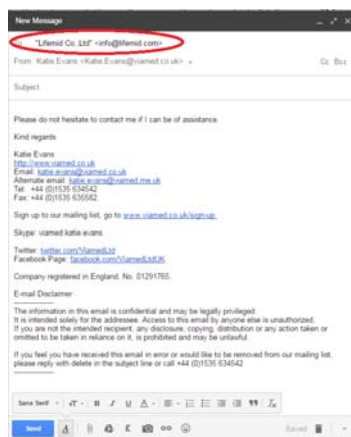 New Message
"Lifemid Co.,Ltd" <info@lifemid.com>
From Katie Evans <Katie.Evans@viamed.co.uk> Cc Bcc
Subject
Please do not hesitate to contact me if I can be of assistance.
Kind regards
Katie Evans
http://www.viamed.co.uk
Email: katie.evans@viamed.co.uk
Alternate email: katie.evans@viamed.me.uk
Tel: +44 (0)1535 634542
Fax: +44 (0)1535 635582
Sign up to our mailing list, go to www.viamed.co.uk/sign-up.
Skype: viamed.katie.evans
Twitter: twitter.com/ViamedLtd
Facebook Page: facebook.com/ViamedLtdUK
Company registered in England, No. 01291765.
E-mail Disclaimer
The information in this email is confidential and may be legally privileged.
It is intended solely for the addressee. Access to this email by anyone else is unauthorized.
If you are not the intended recipient, any disclosure, copying, distribution or any action taken or
omitted to be taken in reliance on it, is prohibited and may be unlawful.
If you feel you have received this email in error or would like to be removed from our mailing list,
please reply with delete in the subject line or call +44 (0)1535 634542
Sans Serif
Send Saved